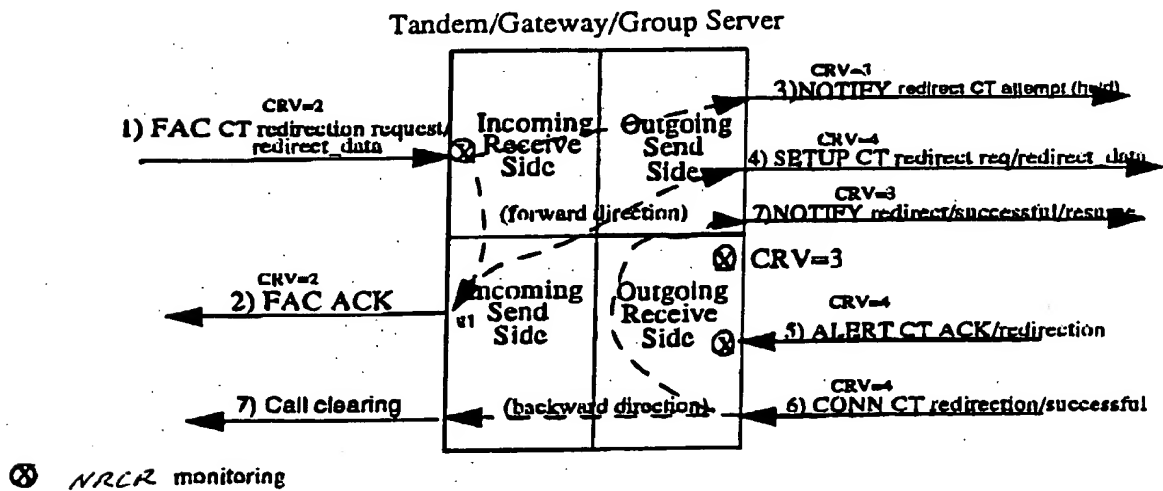 Tandem/Gateway/Group Server
CRV=2
1) FAC CT redirection request/
redirect_data
Incoming
Receive
Side
Outgoing
Send
Side
(forward direction)
CRV=3
3)NOTIFY redirect CT attempt (hold)
CRV=4
4) SETUP CT redirect req/redirect_data
CRV=3
7)NOTIFY redirect/successful/resume
CRV=3
CRV=2
2) FAC ACK
Incoming
Send
Side
Outgoing
Receive
Side
CRV=4
5) ALERT CT ACK/redirection
7) Call clearing
(backward direction)
CRV=4
6) CONN CT redirection/successful
NRCR monitoring